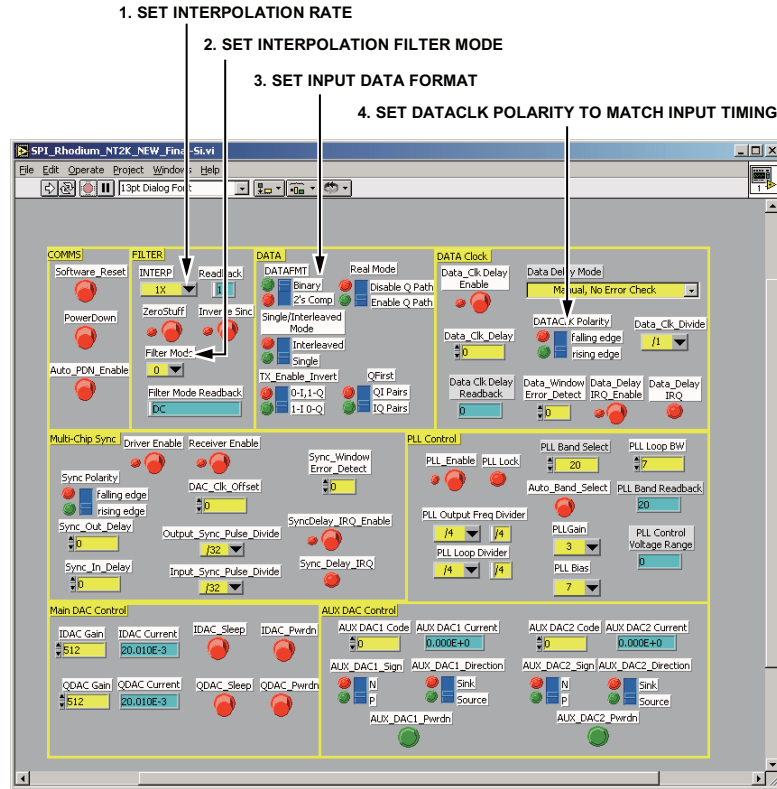 1. SET INTERPOLATION RATE
2. SET INTERPOLATION FILTER MODE
3. SET INPUT DATA FORMAT
4. SET DATACLK POLARITY TO MATCH INPUT TIMING
File Edit Operate Project Window Help
COMMS
Software_Reset
PowerDown
Auto_PDN_Enable
FILTER
INTERP
1X
ZeroStuff
Inverse Sinc
Filter Mode
0
Filter Mode Readback
DC
DATA
DATAFMT
Binary
2's Comp
Real Mode
Disable Q Path
Enable Q Path
Single/Interleaved
Mode
Interleaved
Single
TX_Enable_Invert
0-I,1-Q
1-I 0-Q
QFirst
QI Pairs
IQ Pairs
DATA Clock
Data_Clk Delay
Enable
Data Delay Mode
Manual, No Error Check
Data_Clk_Delay
0
DATACLK Polarity
falling edge
rising edge
Data_Clk_Divide
/1
Data Clk Delay
Readback
0
Data_Window
Error_Detect
0
Data_Delay
IRQ_Enable
Data_Delay
IRQ
Multi-Chip Sync
Driver Enable
Receiver Enable
Sync Polarity
falling edge
rising edge
DAC_Clk_Offset
0
Sync_Window
Error_Detect
0
Sync_Out_Delay
0
Output_Sync_Pulse_Divide
/32
SyncDelay_IRQ_Enable
Sync_In_Delay
0
Input_Sync_Pulse_Divide
/32
Sync_Delay_IRQ
PLL Control
PLL_Enable
PLL Lock
PLL Band Select
20
PLL Loop BW
7
Auto_Band_Select
PLL Band Readback
20
PLL Output Freq Divider
/4 /4
PLL Loop Divider
/4 /4
PLLGain
3
PLL Bias
7
PLL Control
Voltage Range
0
Main DAC Control
IDAC Gain
512
IDAC Current
20.010E-3
IDAC_Sleep
IDAC_Pwrdn
QDAC Gain
512
QDAC Current
20.010E-3
QDAC_Sleep
QDAC_Pwrdn
AUX DAC Control
AUX DAC1 Code
0
AUX DAC1 Current
0.000E+0
AUX DAC2 Code
0
AUX DAC2 Current
0.000E+0
AUX_DAC1_Sign
N
P
AUX_DAC1_Direction
Sink
Source
AUX_DAC2_Sign
N
P
AUX_DAC2_Direction
Sink
Source
AUX_DAC1_Pwrdn
AUX_DAC2_Pwrdn